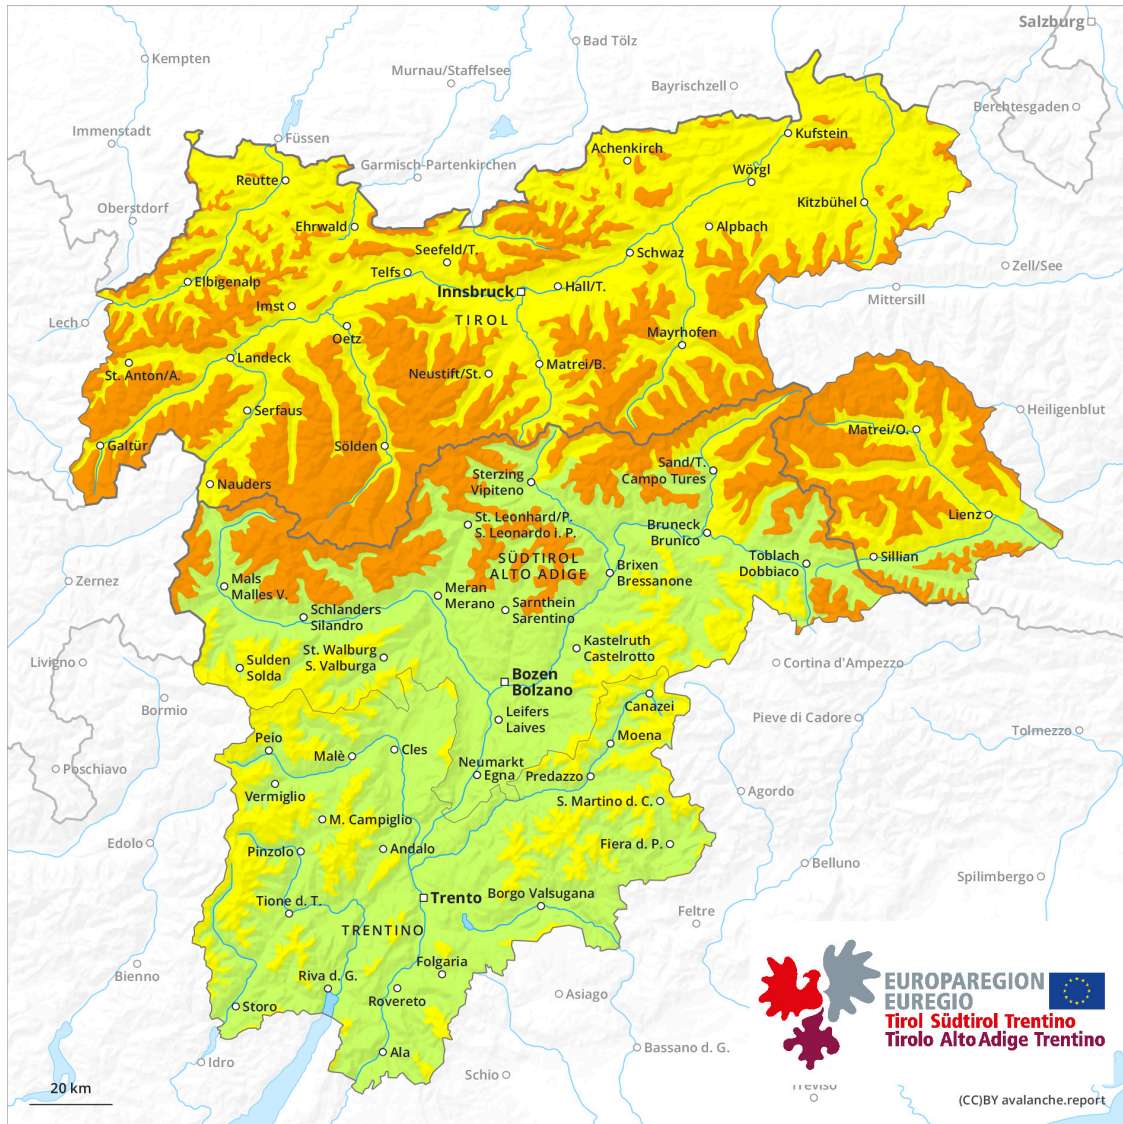 Salzburg
Bad Tölz
Kempten
Murnau/Staffelsee
Bayrischzell
Berchtesgaden
Immenstadt
Füssen
Kufstein
Achenkirch
Garmisch-Partenkirchen
Wörgl
Reutte
Oberstdorf
Kitzbühel
Ehrwald
Alpbach
Seefeld/T.
Schwaz
Telfs
Zell/See
Elbigenalp
Innsbruck
Hall/T.
Mittersill
Imst
TIROL
Lech
Oetz
Mayrhofen
Landeck
Matrei/B.
St. Anton/A.
Neustift/St.
Serfaus
Heiligenblut
Matrei/O.
Galtür
Sölden
Sand/T.
Campo Tures
Sterzing
Vipiteno
Nauders
St. Leonhard/P.
S. Leonardo i. P.
Lienz
Bruneck
Brunico
SÜDTIROL
ALTO ADIGE
Toblach
Dobbiaco
Sillian
Brixen
Bressanone
Zernez
Mals
Malles V.
Meran
Merano
Sarnthein
Sarentino
Schlanders
Silandro
Kastelruth
Castelrotto
St. Walburg
S. Valburga
Livigno
Sulden
Solda
Cortina d'Ampezzo
Bozen
Bolzano
Bormio
Canazei
Leifers
Laives
Pieve di Cadore
Tolmezzo
Peio
Moena
Cles
Malè
Neumarkt
Egna
Predazzo
Poschiavo
Vermiglio
Agordo
S. Martino d. C.
M. Campiglio
Edolo
Pinzolo
Andalo
Fiera d. P.
Belluno
Spilimbergo
Tione d. T.
Trento
Borgo Valsugana
Feltre
TRENTINO
Folgaria
Bienno
Riva d. G.
Rovereto
Asiago
Storo
EUROPAREGION
EUREGIO
Tirol Südtirol Trentino
Tirolo Alto Adige Trentino
Idro
Ala
Bassano d. G.
Schio
Treviso
20 km
(CC)BY avalanche.report